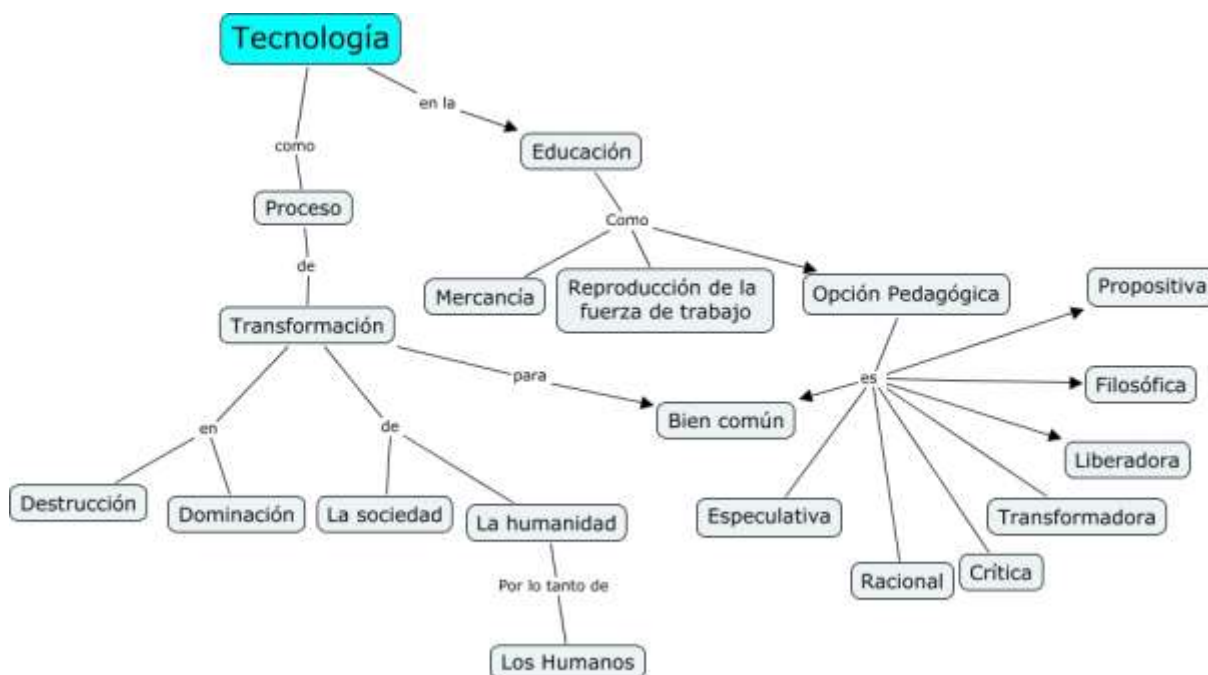 Tecnología
en la
como
Educación
Proceso
Como
de
Mercancía
Reproducción de la
fuerza de trabajo
Opción Pedagógica
Propositiva
Transformación
para
es
Filosófica
Bien común
en
de
Liberadora
Destrucción
Dominación
La sociedad
La humanidad
Especulativa
Transformadora
Racional
Crítica
Por lo tanto de
Los Humanos